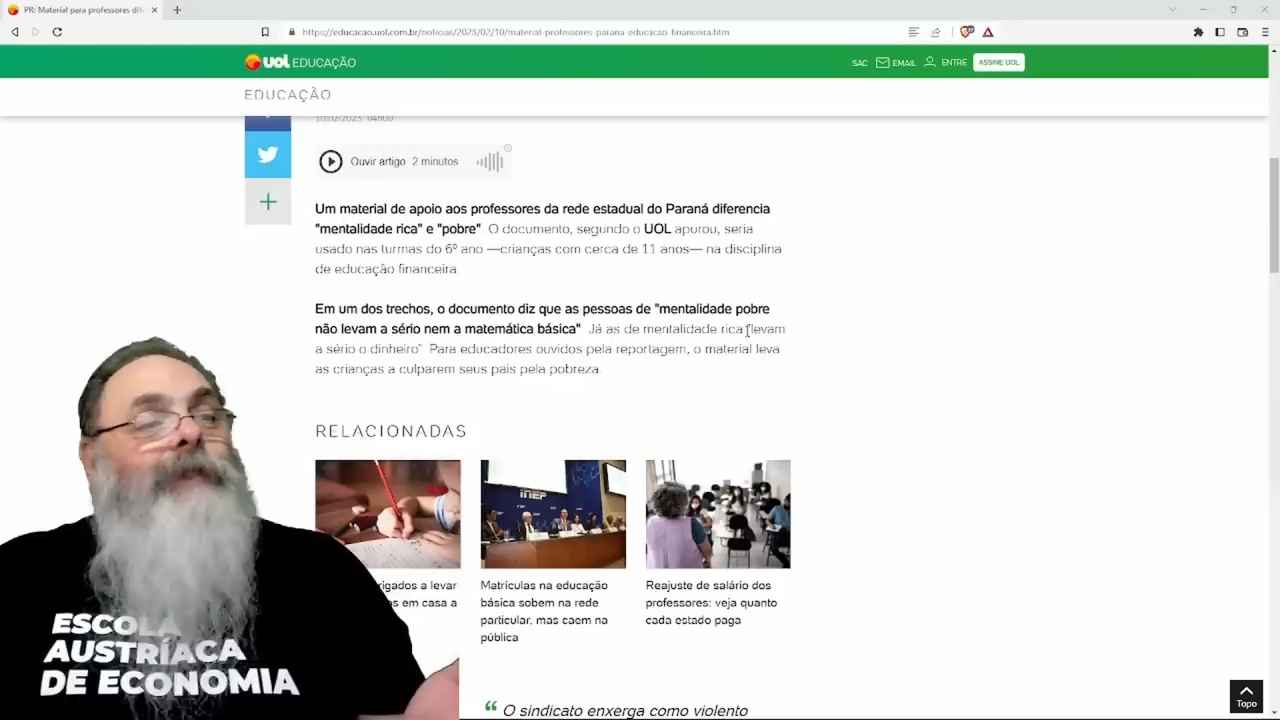 PR: Material para professores dif
https://educacao.uol.com.br/noticias/2023/02/10/material-professores-parana-educacao-financeira.htm
UOL EDUCAÇÃO
SAC EMAIL ENTRE ASSINE UOL
EDUCAÇÃO
10/02/2023 04h00
Ouvir artigo 2 minutos
Um material de apoio aos professores da rede estadual do Paraná diferencia
"mentalidade rica" e "pobre" O documento, segundo o UOL apurou, seria
usado nas turmas do 6º ano —crianças com cerca de 11 anos— na disciplina
de educação financeira
Em um dos trechos, o documento diz que as pessoas de "mentalidade pobre
não levam a sério nem a matemática básica" Já as de mentalidade rica "levam
a sério o dinheiro" Para educadores ouvidos pela reportagem, o material leva
as crianças a culparem seus pais pela pobreza.
RELACIONADAS
INEP
rigados a levar
os em casa a
Matrículas na educação
básica sobem na rede
particular, mas caem na
pública
Reajuste de salário dos
professores: veja quanto
cada estado paga
ESCOLA
AUSTRÍACA
DE ECONOMIA
“ O sindicato enxerga como violento
Topo